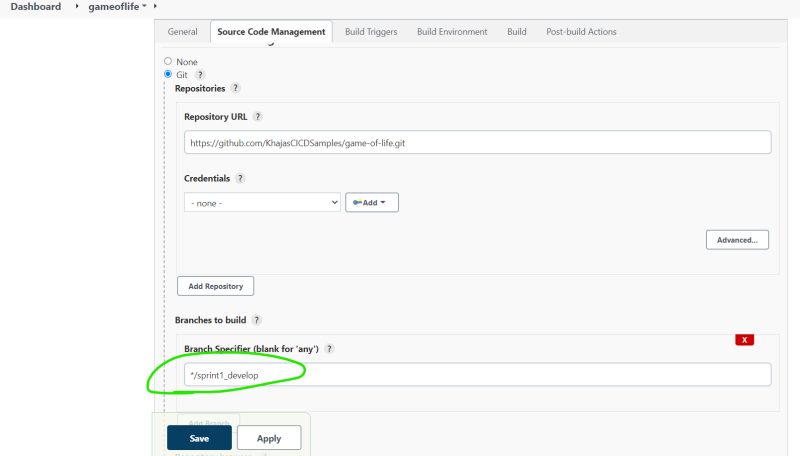 Dashboard gameoflife
General Source Code Management Build Triggers Build Environment Build Post-build Actions
None
Git ?
Repositories ?
Repository URL ?
https://github.com/KhajasCICDSamples/game-of-life.git
Credentials ?
- none - Add
Advanced...
Add Repository
Branches to build ?
X
Branch Specifier (blank for 'any') ?
*/sprint1_develop
Add Branch
Save Apply